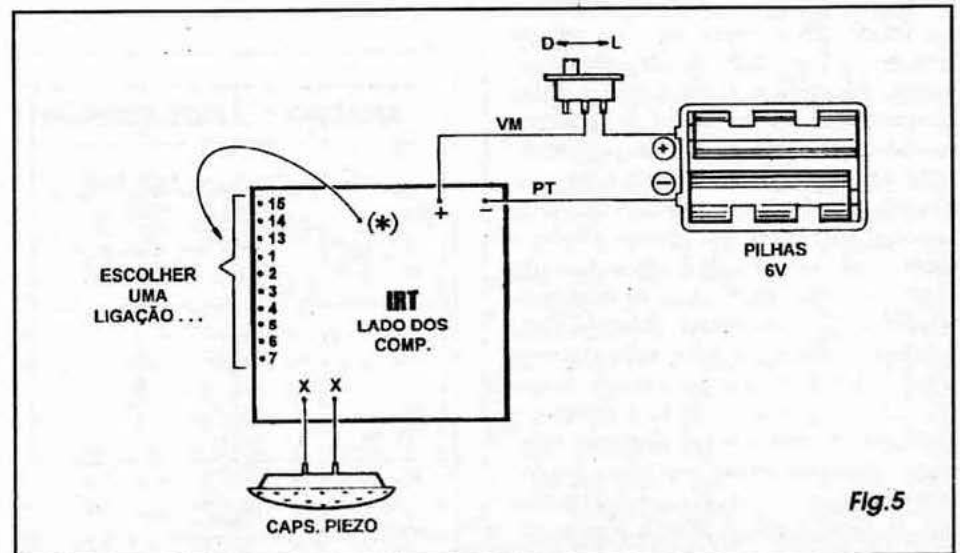 D L
VM
+
−
PT
PILHAS
6V
15
14
13
1
2
3
4
5
6
7
(*)
+ −
ESCOLHER
UMA
LIGAÇÃO . . .
IRT
LADO DOS
COMP.
X X
CAPS. PIEZO
Fig.5